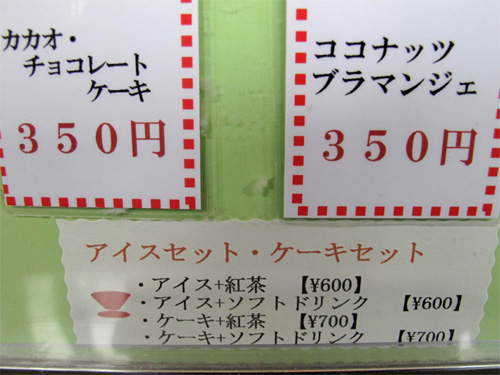 カカオ・
チョコレート
ケーキ
３５０円
ココナッツ
ブラマンジェ
３５０円
アイスセット・ケーキセット
・アイス+紅茶 【¥600】
・アイス+ソフトドリンク 【¥600】
・ケーキ+紅茶 【¥700】
・ケーキ+ソフトドリンク 【¥700】